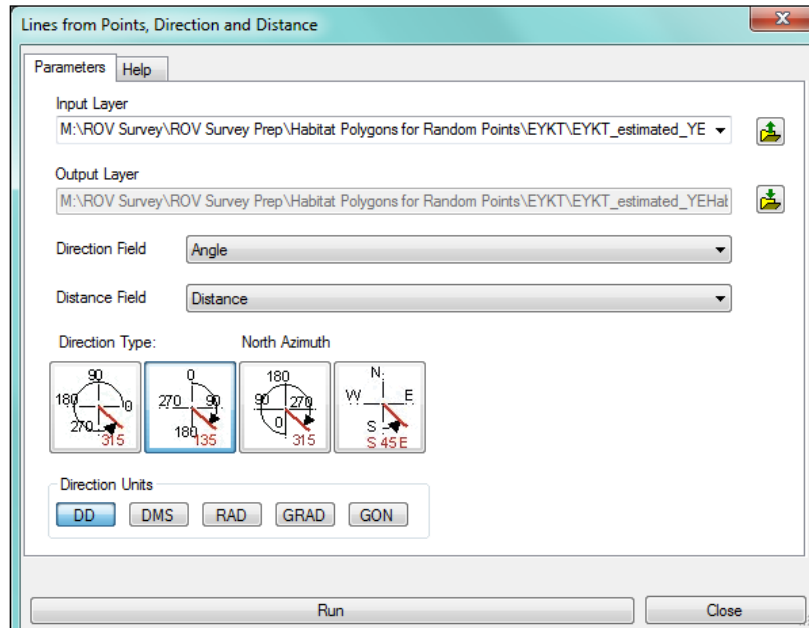 Lines from Points, Direction and Distance
x
Parameters
Help
Input Layer
M:\ROV Survey\ROV Survey Prep\Habitat Polygons for Random Points\EYKT\EYKT_estimated_YE
Output Layer
M:\ROV Survey\ROV Survey Prep\Habitat Polygons for Random Points\EYKT\EYKT_estimated_YEHal
Direction Field
Angle
Distance Field
Distance
Direction Type:
North Azimuth
90
180
0
270
315
0
270
90
180
135
180
90
270
0
315
N
W
E
S
S 45 E
Direction Units
DD
DMS
RAD
GRAD
GON
Run
Close